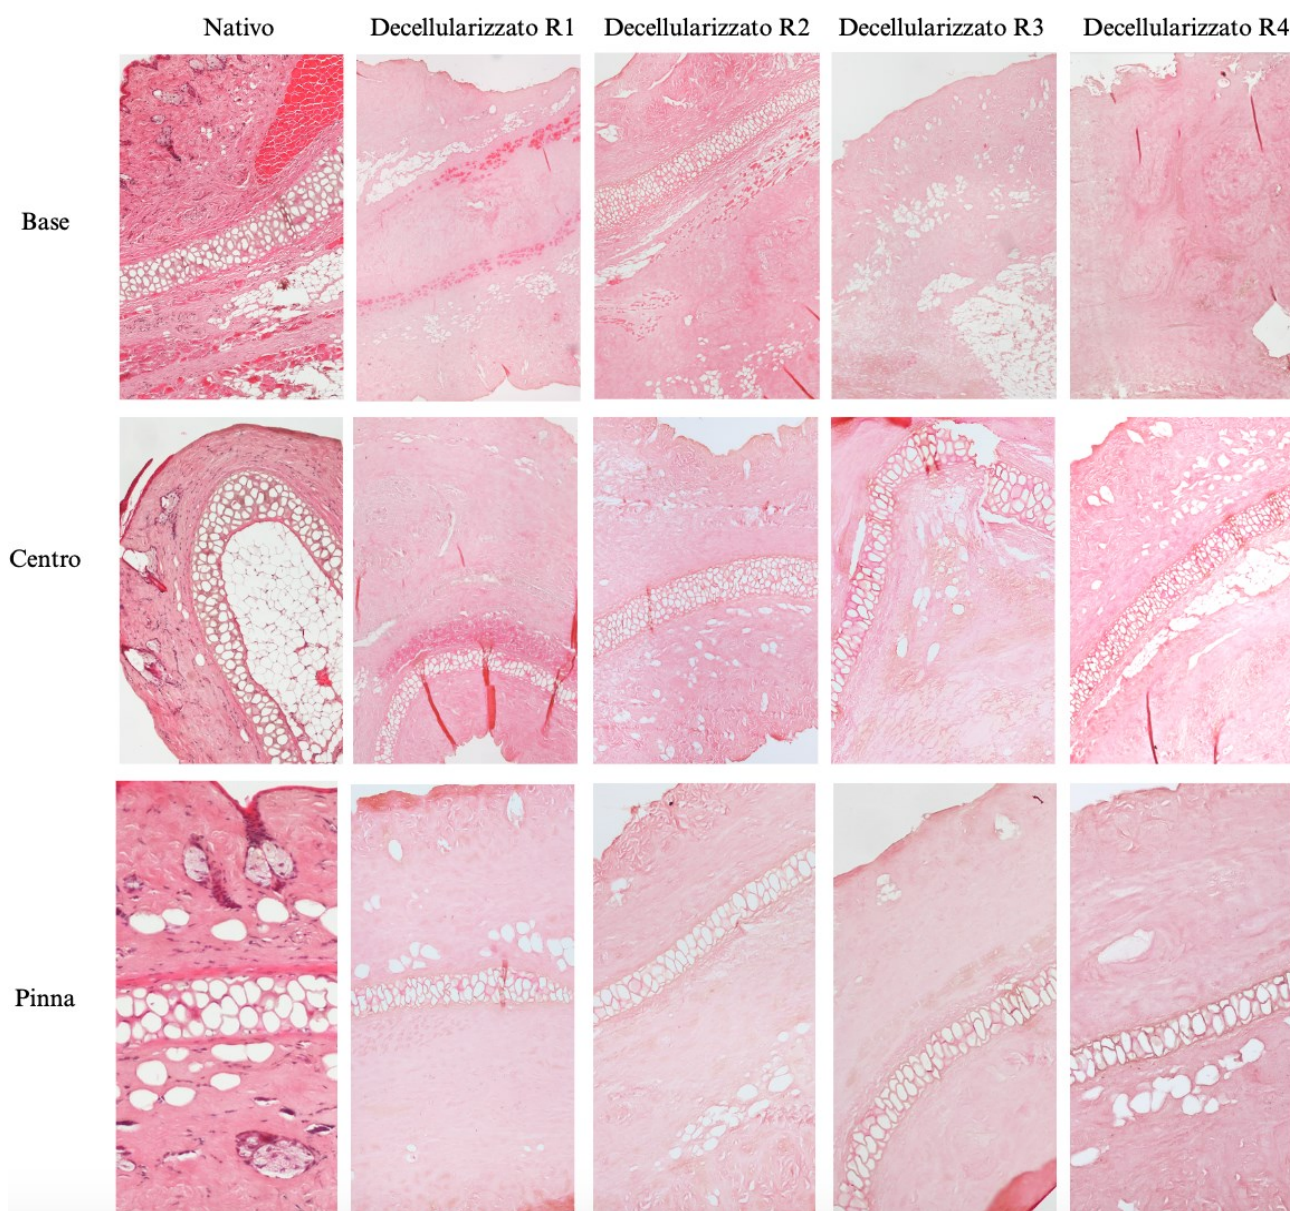 Nativo Decellularizzato R1 Decellularizzato R2 Decellularizzato R3 Decellularizzato R4
Base
Centro
Pinna